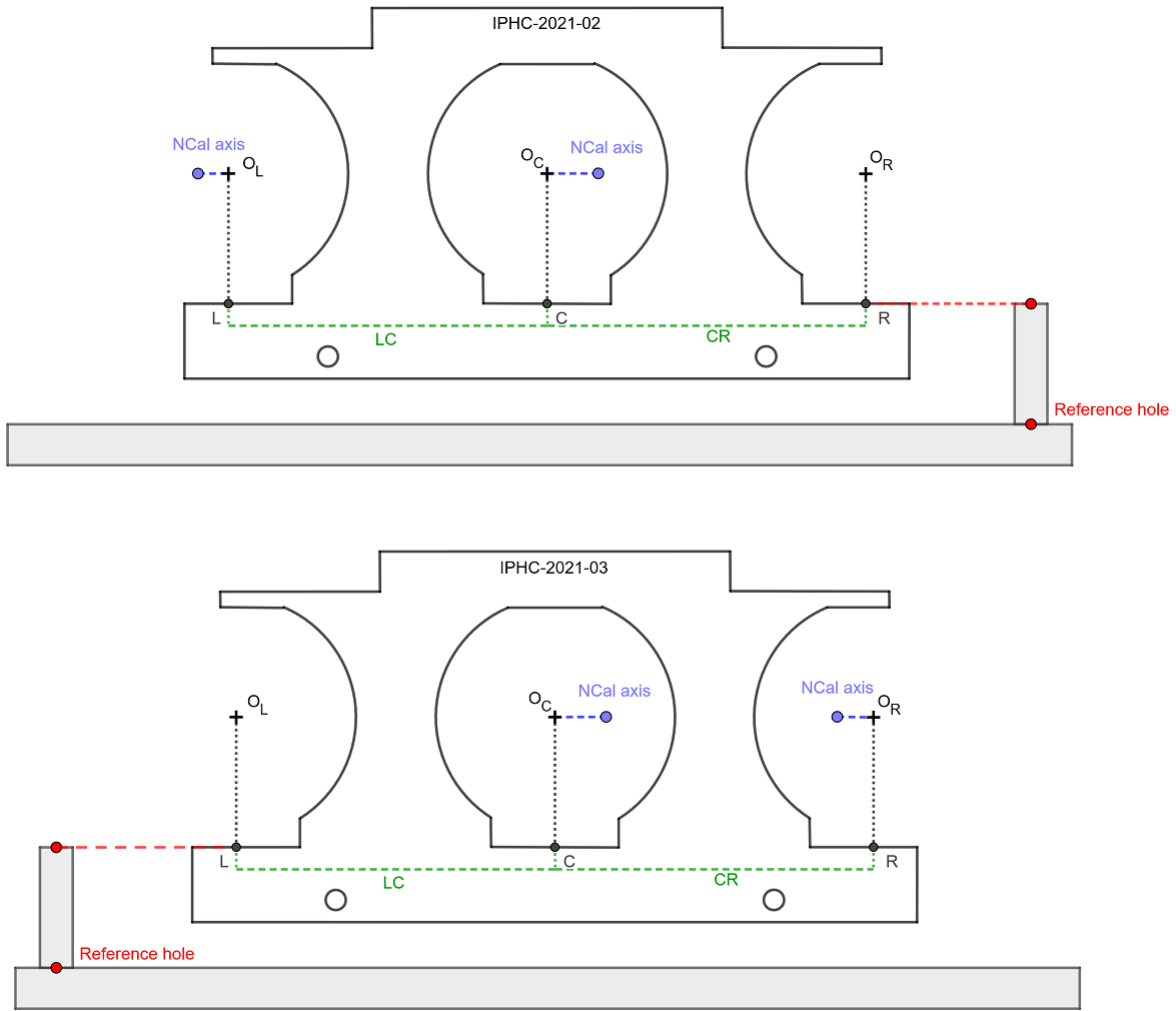 IPHC-2021-02
NCal axis
O_L
O_C
NCal axis
O_R
L
C
R
LC
CR
Reference hole
IPHC-2021-03
O_L
O_C
NCal axis
NCal axis
O_R
L
C
R
LC
CR
Reference hole